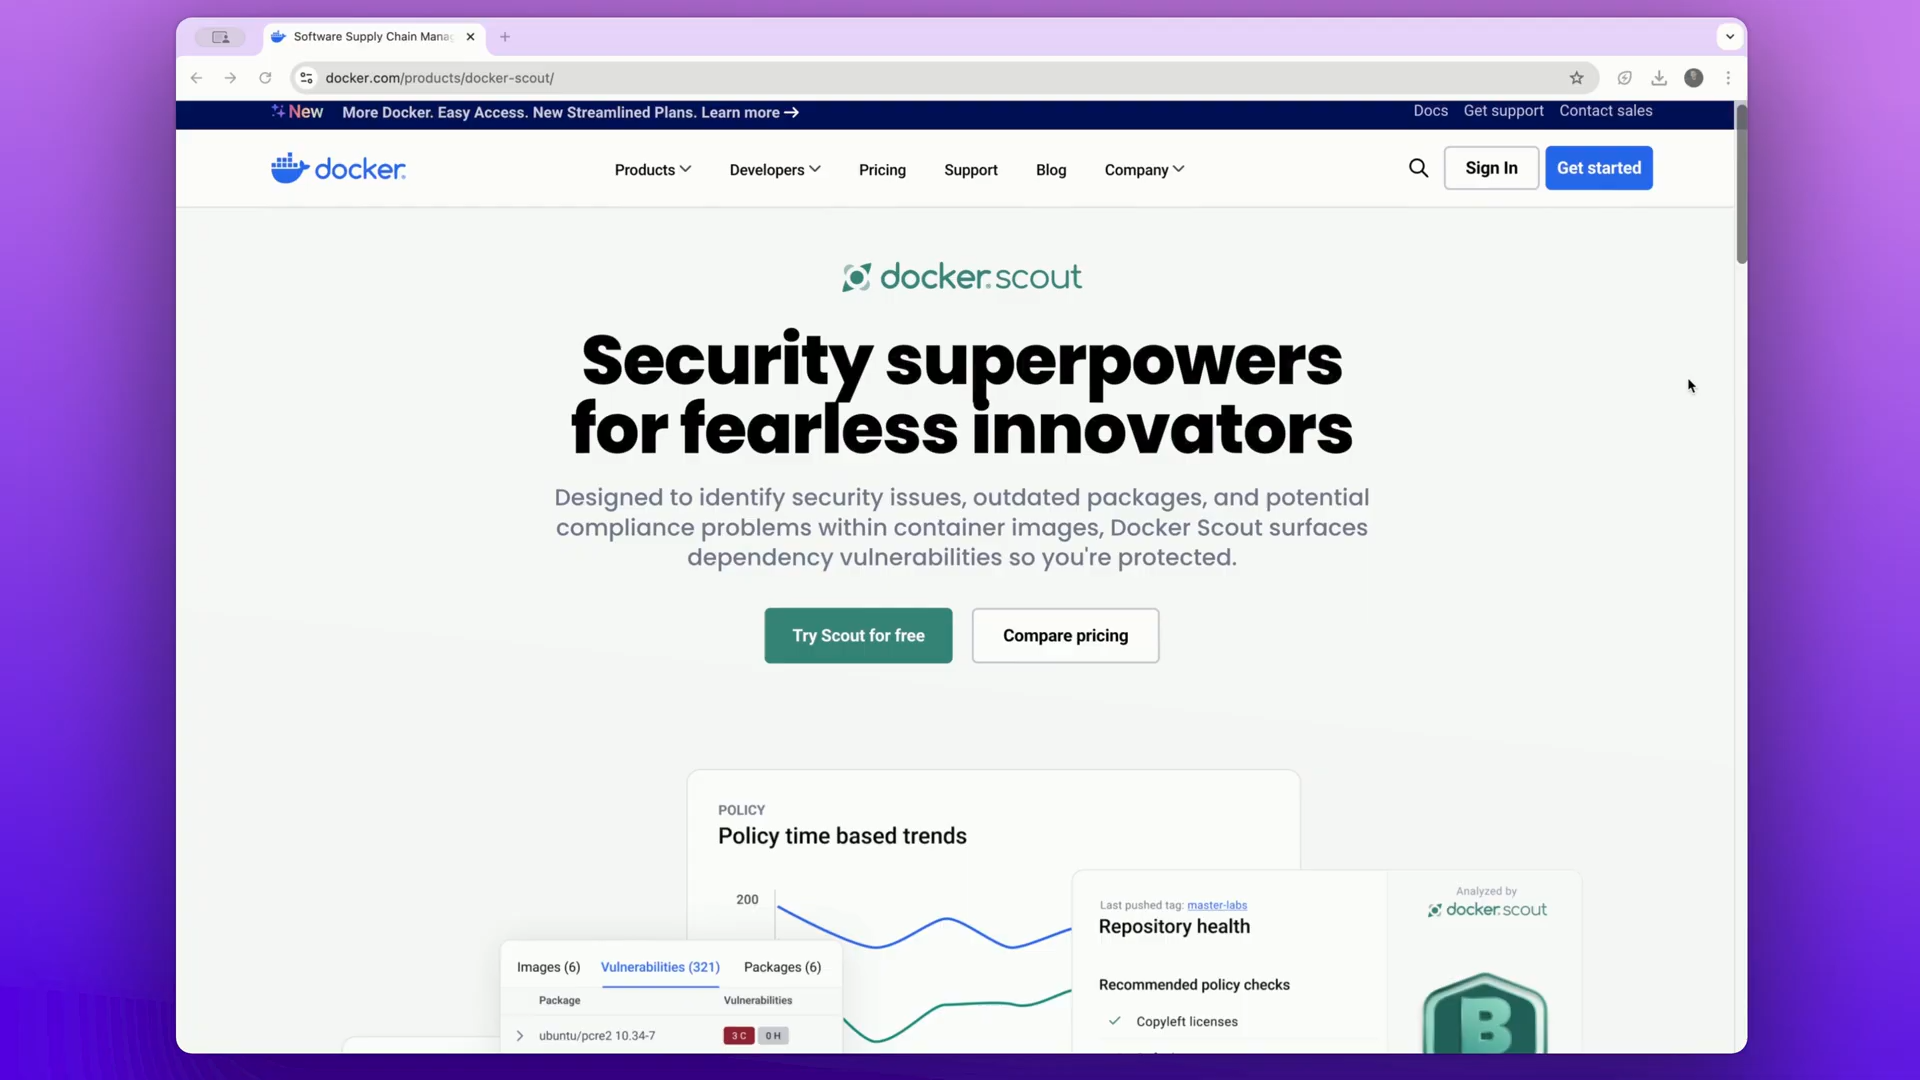 Software Supply Chain Mana
docker.com/products/docker-scout/
New More Docker. Easy Access. New Streamlined Plans. Learn more →
Docs Get support Contact sales
docker.
Products Developers Pricing Support Blog Company
Sign In Get started
docker.scout
Security superpowers
for fearless innovators
Designed to identify security issues, outdated packages, and potential
compliance problems within container images, Docker Scout surfaces
dependency vulnerabilities so you're protected.
Try Scout for free Compare pricing
POLICY
Policy time based trends
200
Images (6) Vulnerabilities (321) Packages (6)
Package Vulnerabilities
ubuntu/pcre2 10.34-7 3 C 0 H
Last pushed tag: master-labs
Repository health
Recommended policy checks
Copyleft licenses
Analyzed by
docker.scout
B